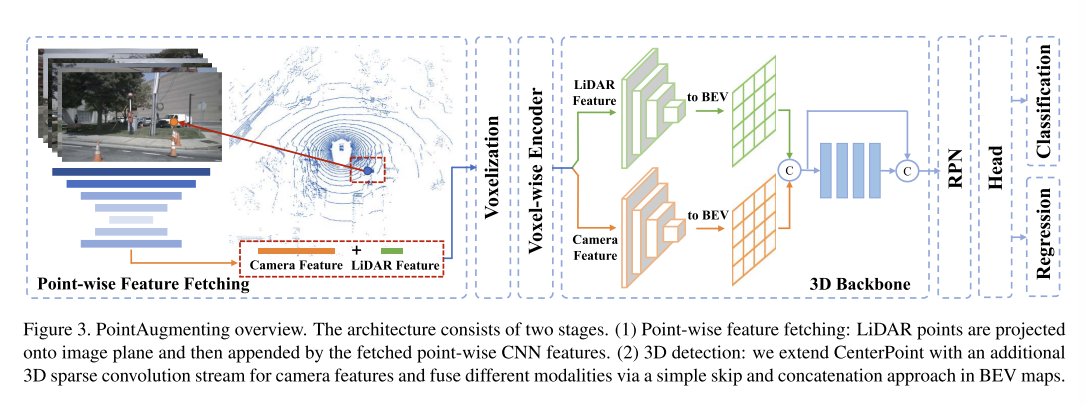 Point-wise Feature Fetching
Camera Feature
+
LiDAR Feature
Voxelization
Voxel-wise Encoder
LiDAR
Feature
to BEV
Camera
Feature
to BEV
C
C
3D Backbone
RPN
Head
Classification
Regression
Figure 3. PointAugmenting overview. The architecture consists of two stages. (1) Point-wise feature fetching: LiDAR points are projected
onto image plane and then appended by the fetched point-wise CNN features. (2) 3D detection: we extend CenterPoint with an additional
3D sparse convolution stream for camera features and fuse different modalities via a simple skip and concatenation approach in BEV maps.